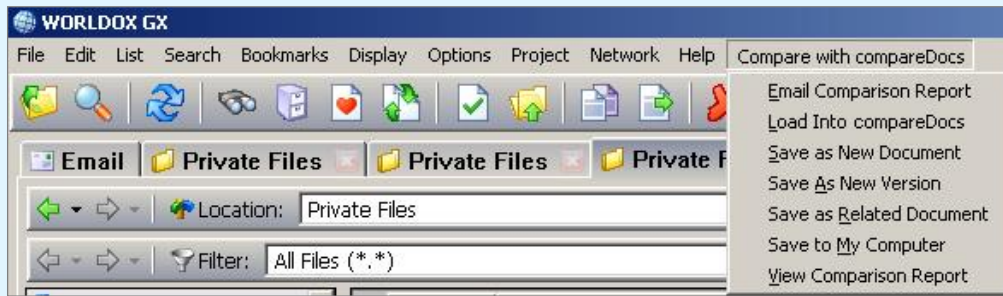 WORLDOX GX
File Edit List Search Bookmarks Display Options Project Network Help Compare with compareDocs
Email Comparison Report
Load Into compareDocs
Save as New Document
Save As New Version
Save as Related Document
Save to My Computer
View Comparison Report
Email Private Files Private Files Private F
Location: Private Files
Filter: All Files (*.*)